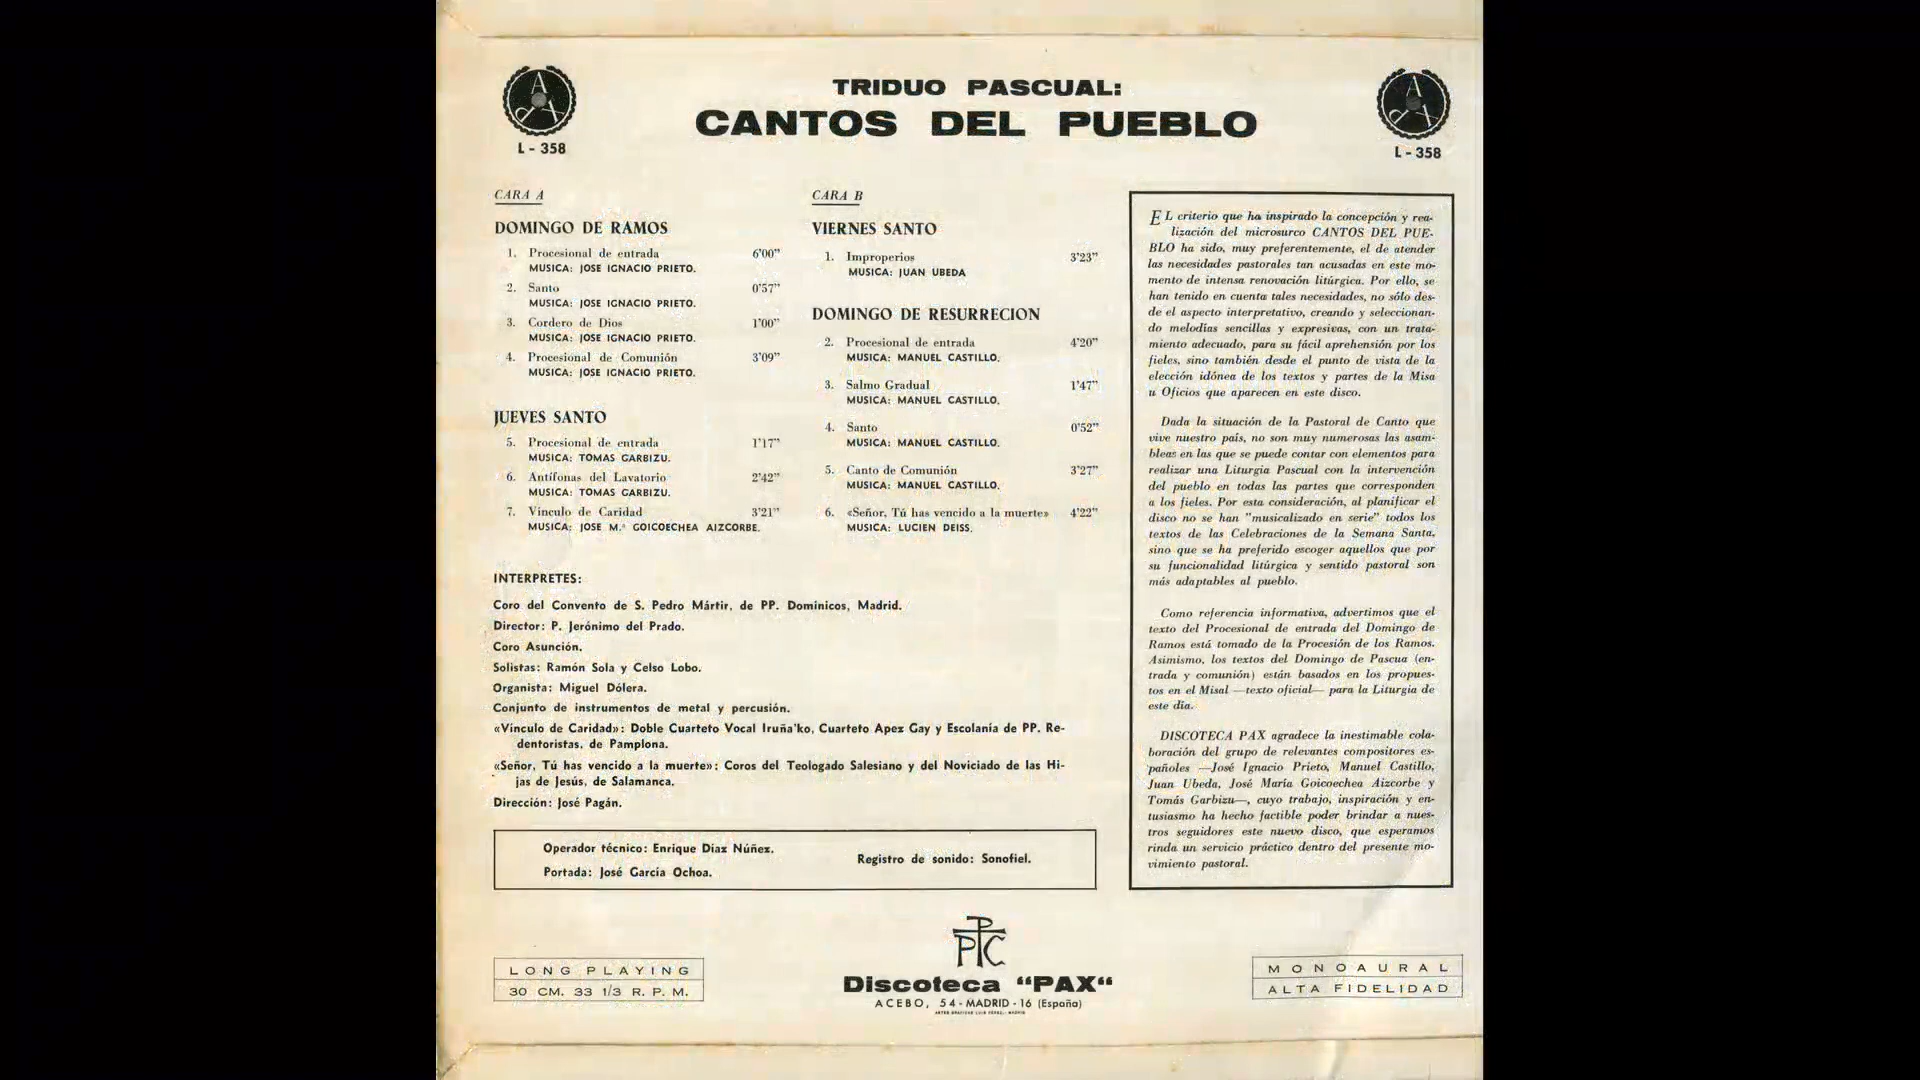 TRIDUO PASCUAL:
CANTOS DEL PUEBLO
L - 358
L - 358
CARA A
DOMINGO DE RAMOS
1. Procesional de entrada 6'00"
MUSICA: JOSE IGNACIO PRIETO.
2. Santo 0'57"
MUSICA: JOSE IGNACIO PRIETO.
3. Cordero de Dios 1'00"
MUSICA: JOSE IGNACIO PRIETO.
4. Procesional de Comunión 3'09"
MUSICA: JOSE IGNACIO PRIETO.
JUEVES SANTO
5. Procesional de entrada 1'17"
MUSICA: TOMAS GARBIZU.
6. Antífonas del Lavatorio 2'42"
MUSICA: TOMAS GARBIZU.
7. Vínculo de Caridad 3'21"
MUSICA: JOSE M.ª GOICOECHEA AIZCORBE.
CARA B
VIERNES SANTO
1. Improperios 3'23"
MUSICA: JUAN UBEDA
DOMINGO DE RESURRECION
2. Procesional de entrada 4'20"
MUSICA: MANUEL CASTILLO.
3. Salmo Gradual 1'47"
MUSICA: MANUEL CASTILLO.
4. Santo 0'52"
MUSICA: MANUEL CASTILLO.
5. Canto de Comunión 3'27"
MUSICA: MANUEL CASTILLO.
6. «Señor, Tú has vencido a la muerte» 4'22"
MUSICA: LUCIEN DEISS.
INTERPRETES:
Coro del Convento de S. Pedro Mártir, de PP. Dominicos, Madrid.
Director: P. Jerónimo del Prado.
Coro Asunción.
Solistas: Ramón Sola y Celso Lobo.
Organista: Miguel Dólera.
Conjunto de instrumentos de metal y percusión.
«Vínculo de Caridad»: Doble Cuarteto Vocal Iruña'ko, Cuarteto Apez Gay y Escolanía de PP. Re-
dentoristas, de Pamplona.
«Señor, Tú has vencido a la muerte»: Coros del Teologado Salesiano y del Noviciado de las Hi-
jas de Jesús, de Salamanca.
Dirección: José Pagán.
Operador técnico: Enrique Díaz Núñez.
Portada: José García Ochoa.
Registro de sonido: Sonofiel.
EL criterio que ha inspirado la concepción y rea-
lización del microsurco CANTOS DEL PUE-
BLO ha sido, muy preferentemente, el de atender
las necesidades pastorales tan acusadas en este mo-
mento de intensa renovación litúrgica. Por ello, se
han tenido en cuenta tales necesidades, no sólo des-
de el aspecto interpretativo, creando y seleccionan-
do melodías sencillas y expresivas, con un trata-
miento adecuado, para su fácil aprehensión por los
fieles, sino también desde el punto de vista de la
elección idónea de los textos y partes de la Misa
u Oficios que aparecen en este disco.
Dada la situación de la Pastoral de Canto que
vive nuestro país, no son muy numerosas las asam-
bleas en las que se puede contar con elementos para
realizar una Liturgia Pascual con la intervención
del pueblo en todas las partes que corresponden
a los fieles. Por esta consideración, al planificar el
disco no se han "musicalizado en serie" todos los
textos de las Celebraciones de la Semana Santa,
sino que se ha preferido escoger aquellos que por
su funcionalidad litúrgica y sentido pastoral son
más adaptables al pueblo.
Como referencia informativa, advertimos que el
texto del Procesional de entrada del Domingo de
Ramos está tomado de la Procesión de los Ramos.
Asimismo, los textos del Domingo de Pascua (en-
trada y comunión) están basados en los propues-
tos en el Misal —texto oficial— para la Liturgia de
este día.
DISCOTECA PAX agradece la inestimable cola-
boración del grupo de relevantes compositores es-
pañoles —José Ignacio Prieto, Manuel Castillo,
Juan Ubeda, José María Goicoechea Aizcorbe y
Tomás Garbizu—, cuyo trabajo, inspiración y en-
tusiasmo ha hecho factible poder brindar a nues-
tros seguidores este nuevo disco, que esperamos
rinda un servicio práctico dentro del presente mo-
vimiento pastoral.
LONG PLAYING
30 CM. 33 1/3 R. P. M.
PPC
Discoteca "PAX"
ACEBO, 54 - MADRID - 16 (España)
MONOAURAL
ALTA FIDELIDAD